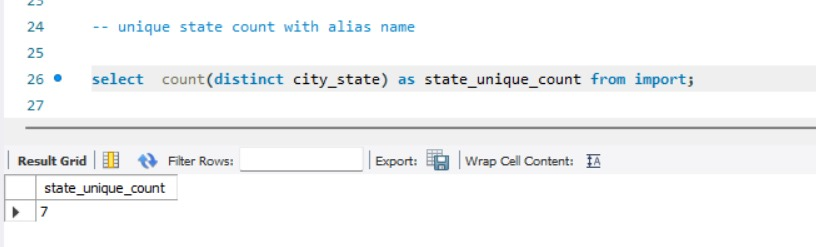 23
24 -- unique state count with alias name
25
26 select  count(distinct city_state) as state_unique_count from import;
27
Result Grid Filter Rows: Export: Wrap Cell Content:
state_unique_count
7